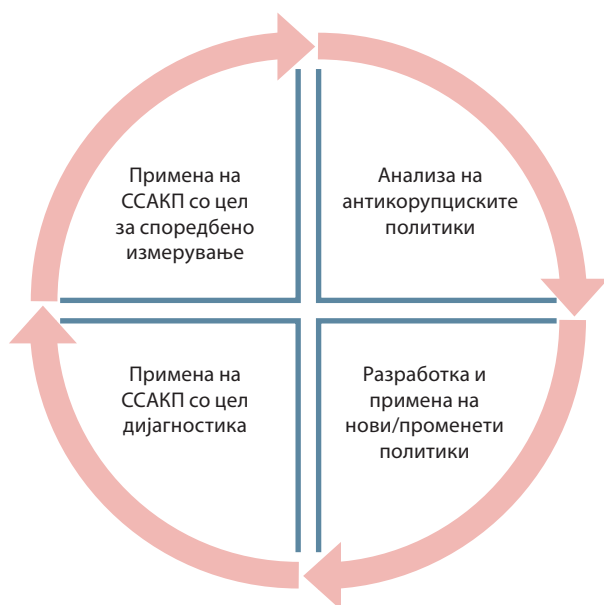 Примена на
ССАКП со цел
за споредбено
измерување
Анализа на
антикорупциските
политики
Примена на
ССАКП со цел
дијагностика
Разработка и
примена на
нови/променети
политики